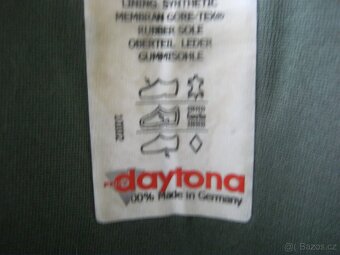 LINING SYNTHETIC
MEMBRAN GORE-TEX®
RUBBER SOLE
OBERTEIL LEDER
GUMMISOHLE
daytona
100% Made in Germany
Bazos.cz